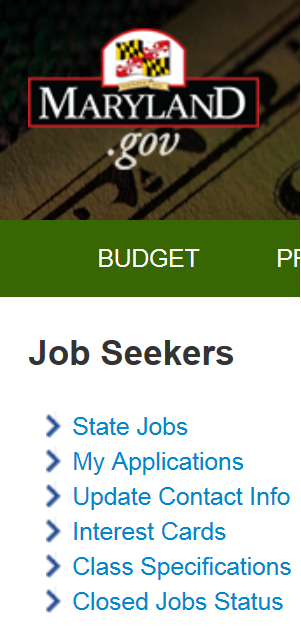 MARYLAND
.gov
BUDGET
Job Seekers
State Jobs
My Applications
Update Contact Info
Interest Cards
Class Specifications
Closed Jobs Status